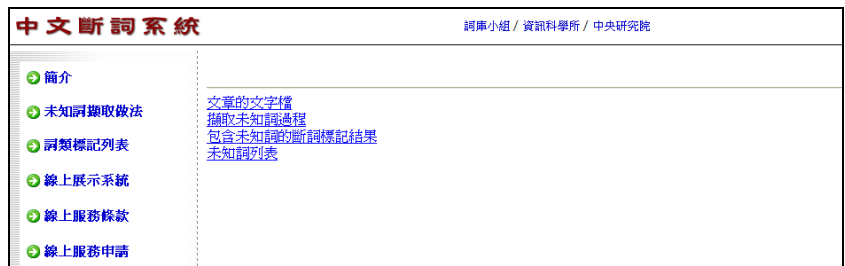 中文斷詞系統
詞庫小組 / 資訊科學所 / 中央研究院
簡介
未知詞擷取做法
詞類標記列表
線上展示系統
線上服務條款
線上服務申請
文章的文字檔
擷取未知詞過程
包含未知詞的斷詞標記結果
未知詞列表